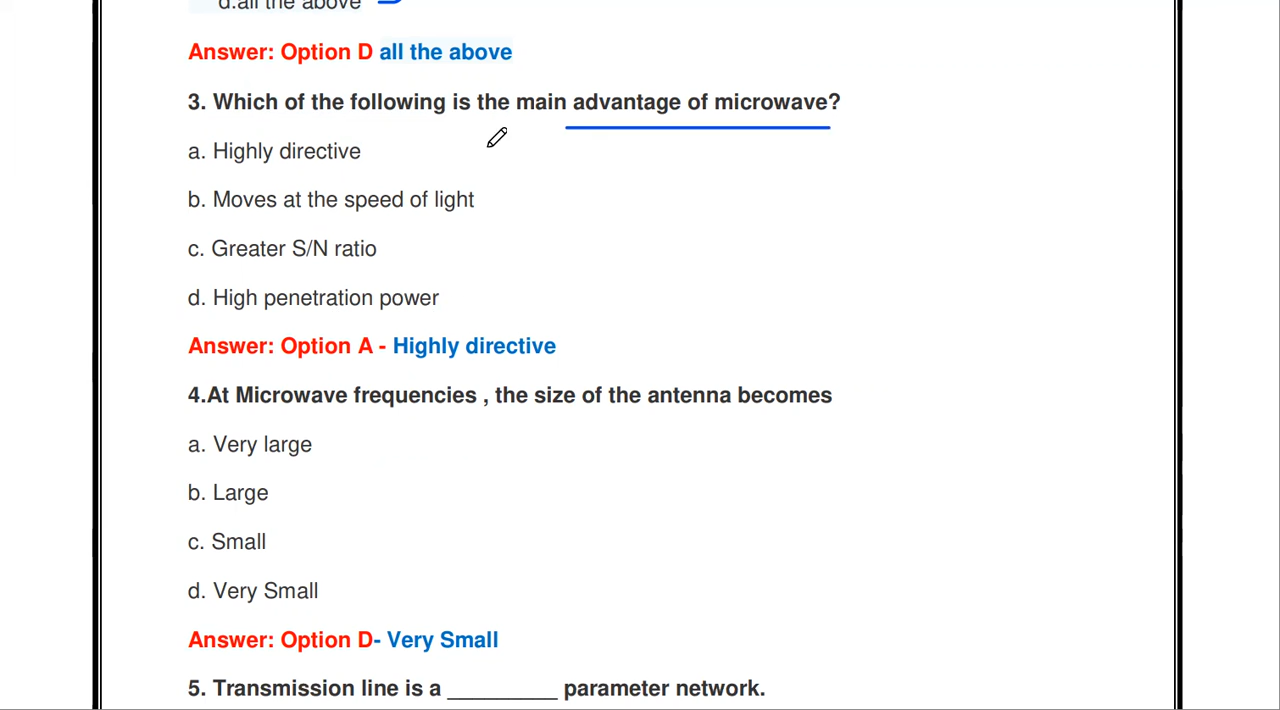 d.all the above
Answer: Option D all the above
3. Which of the following is the main advantage of microwave?
a. Highly directive
b. Moves at the speed of light
c. Greater S/N ratio
d. High penetration power
Answer: Option A - Highly directive
4.At Microwave frequencies , the size of the antenna becomes
a. Very large
b. Large
c. Small
d. Very Small
Answer: Option D- Very Small
5. Transmission line is a _________ parameter network.